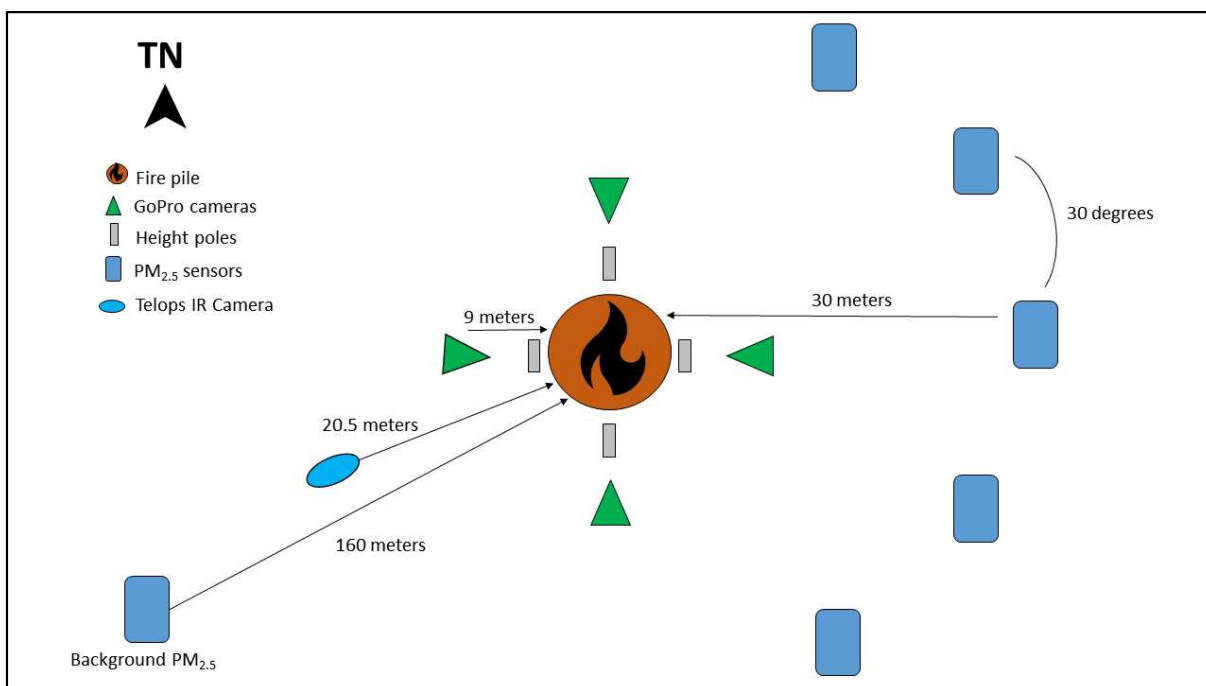 TN
Fire pile
GoPro cameras
Height poles
PM₂.₅ sensors
Telops IR Camera
30 degrees
9 meters
30 meters
20.5 meters
160 meters
Background PM₂.₅